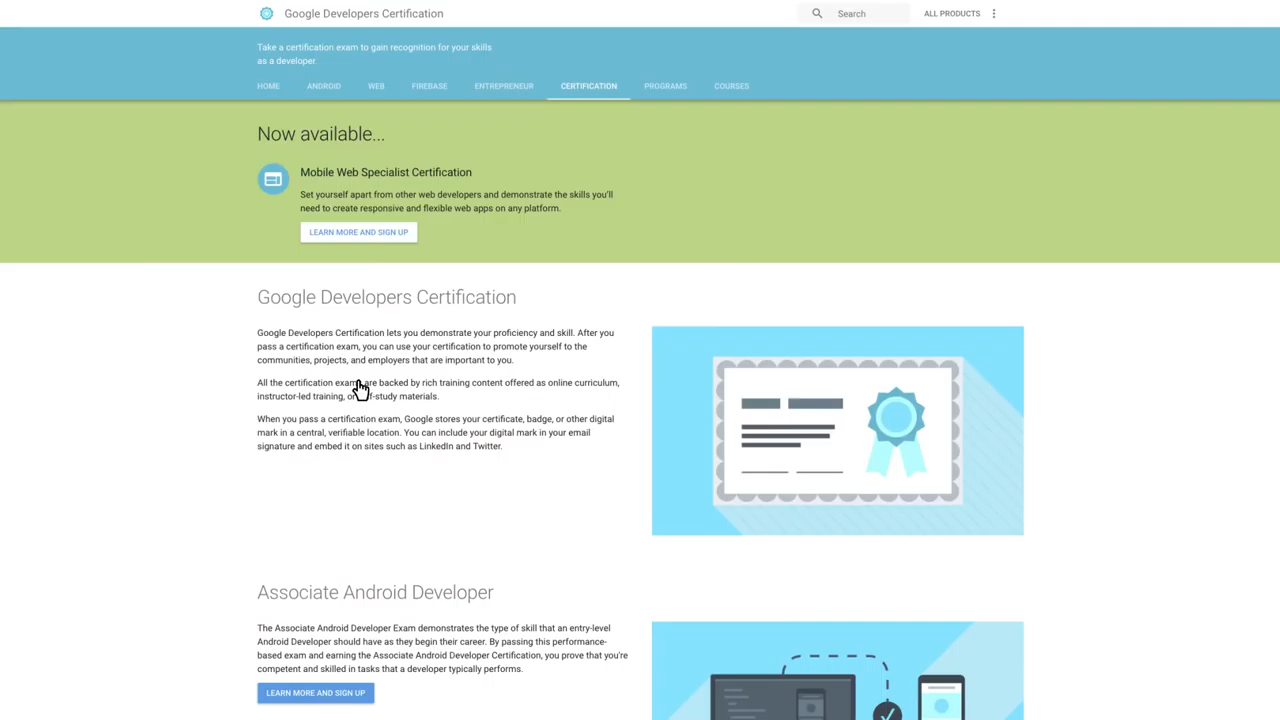 Google Developers Certification
Search
ALL PRODUCTS
Take a certification exam to gain recognition for your skills
as a developer.
HOME ANDROID WEB FIREBASE ENTREPRENEUR CERTIFICATION PROGRAMS COURSES
Now available...
Mobile Web Specialist Certification
Set yourself apart from other web developers and demonstrate the skills you'll
need to create responsive and flexible web apps on any platform.
LEARN MORE AND SIGN UP
Google Developers Certification
Google Developers Certification lets you demonstrate your proficiency and skill. After you
pass a certification exam, you can use your certification to promote yourself to the
communities, projects, and employers that are important to you.
All the certification exams are backed by rich training content offered as online curriculum,
instructor-led training, or self-study materials.
When you pass a certification exam, Google stores your certificate, badge, or other digital
mark in a central, verifiable location. You can include your digital mark in your email
signature and embed it on sites such as LinkedIn and Twitter.
Associate Android Developer
The Associate Android Developer Exam demonstrates the type of skill that an entry-level
Android Developer should have as they begin their career. By passing this performance-
based exam and earning the Associate Android Developer Certification, you prove that you're
competent and skilled in tasks that a developer typically performs.
LEARN MORE AND SIGN UP